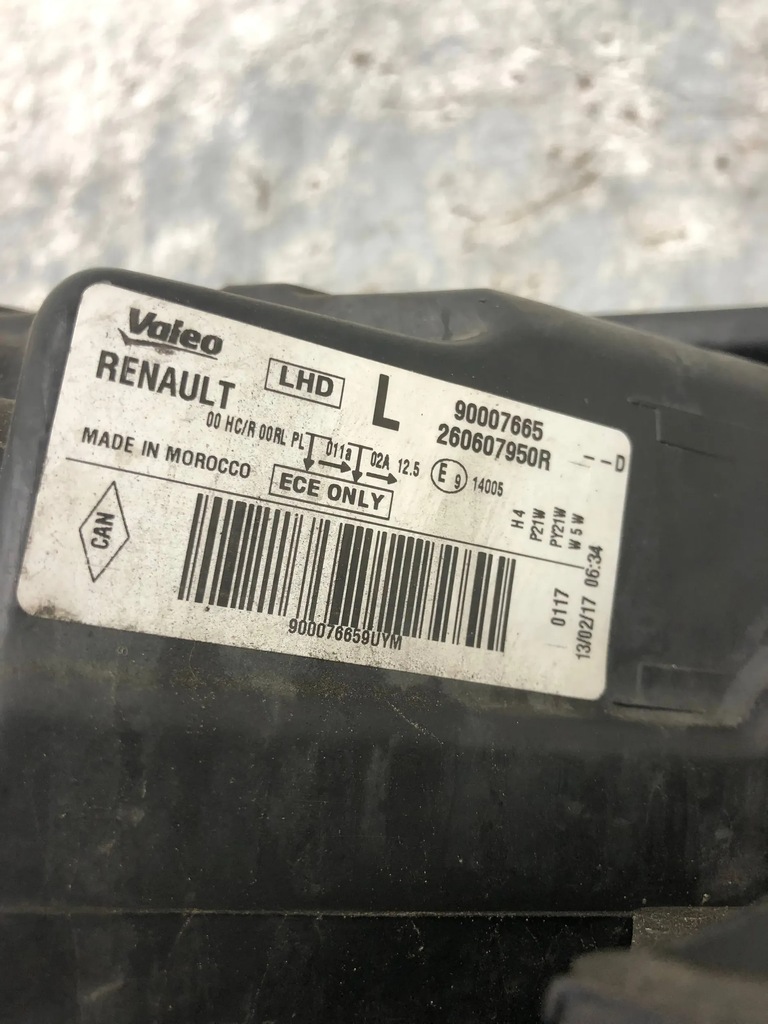 Valeo
RENAULT
LHD
L
90007665
260607950R
--D
00 HC/R 00RL PL 011a 02A 12.5
E 9 14005
MADE IN MOROCCO
ECE ONLY
CAN
H4
P21W
PY21W
W5W
0117
13/02/17 06:34
900076659UYM